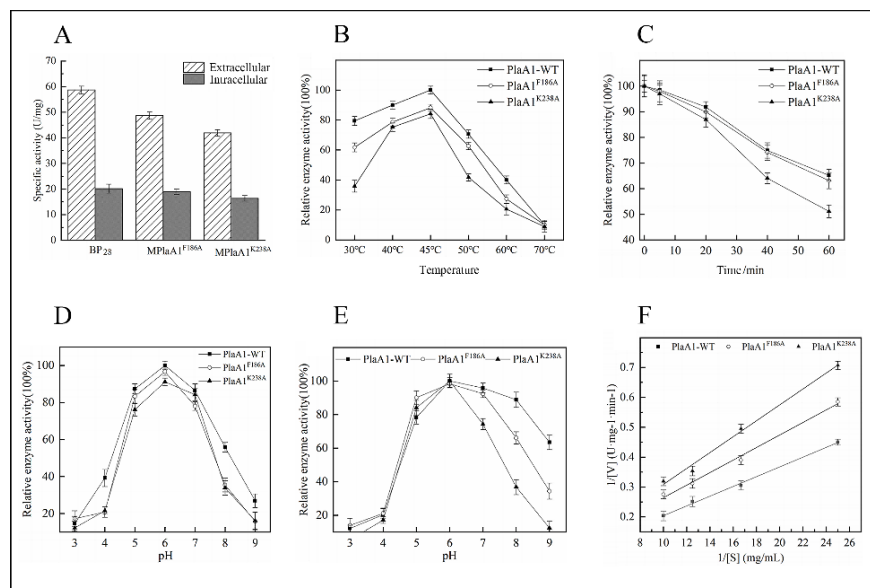 A
Extracellular
Intracellular
Specific activity (U/mg)
70
60
50
40
30
20
10
0
BP28 MPlaA1F186A MPlaA1K238A
B
PlaA1-WT
PlaA1F186A
PlaA1K238A
Relative enzyme activity(100%)
100
80
60
40
20
0
30℃ 40℃ 45℃ 50℃ 60℃ 70℃
Temperature
C
PlaA1-WT
PlaA1F186A
PlaA1K238A
Relative enzyme activity(100%)
110
100
90
80
70
60
50
40
0 20 40 60
Time/min
D
PlaA1-WT
PlaA1F186A
PlaA1K238A
Relative enzyme activity(100%)
100
80
60
40
20
3 4 5 6 7 8 9
pH
E
PlaA1-WT PlaA1F186A PlaA1K238A
Relative enzyme activity(100%)
100
80
60
40
20
3 4 5 6 7 8 9
pH
F
PlaA1-WT PlaA1F186A PlaA1K238A
1/[V] (U·mg-1·min-1)
0.7
0.6
0.5
0.4
0.3
0.2
8 10 12 14 16 18 20 22 24 26
1/[S] (mg/mL)